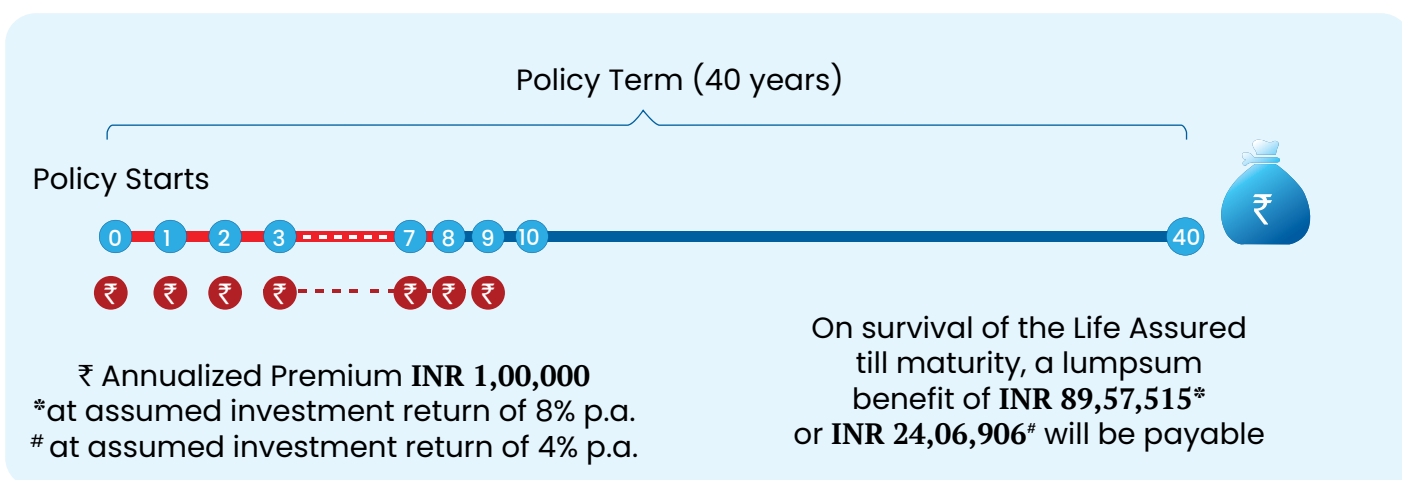 Policy Term (40 years)
Policy Starts
₹
0 1 2 3 7 8 9 10 40
₹ ₹ ₹ ₹ ₹ ₹ ₹
₹ Annualized Premium INR 1,00,000
*at assumed investment return of 8% p.a.
# at assumed investment return of 4% p.a.
On survival of the Life Assured
till maturity, a lumpsum
benefit of INR 89,57,515*
or INR 24,06,906# will be payable